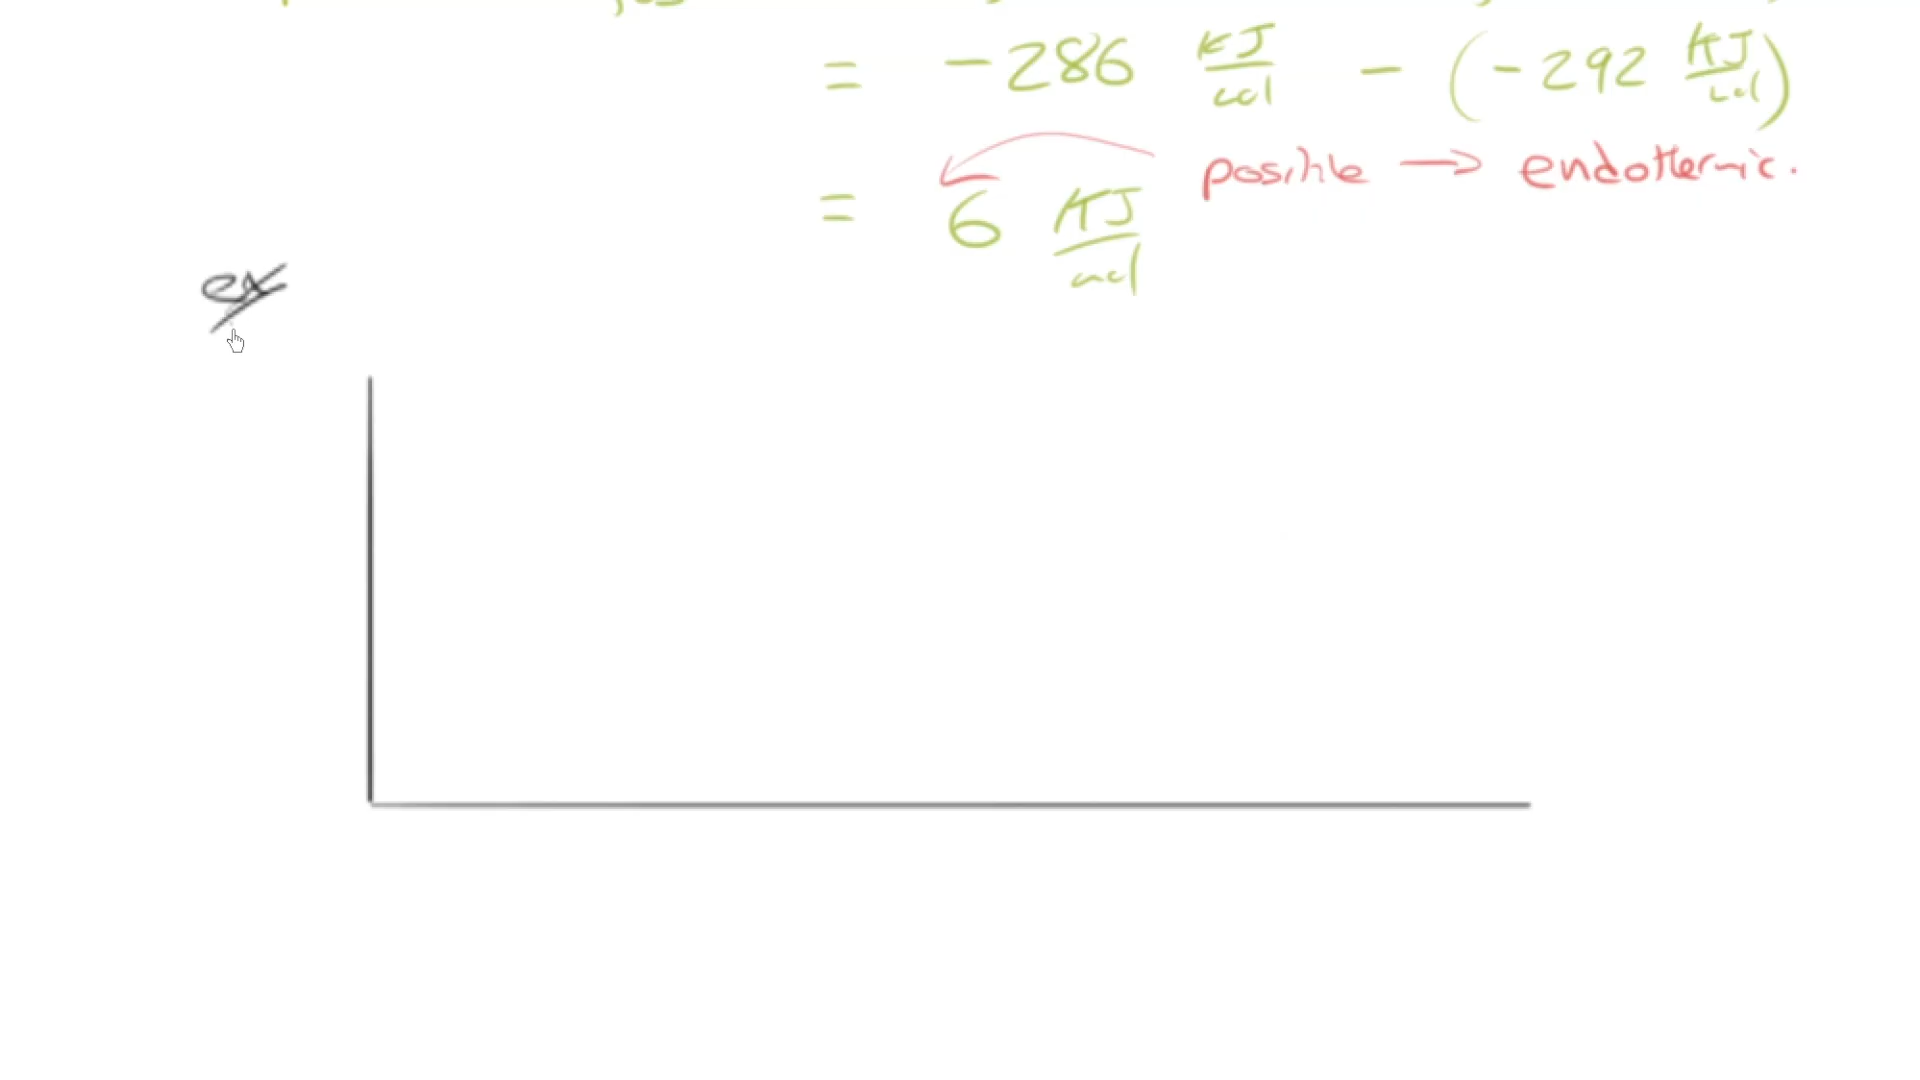 = -286 KJ/mol - (-292 KJ/mol)
positive → endothermic.
= 6 KJ/mol
ex